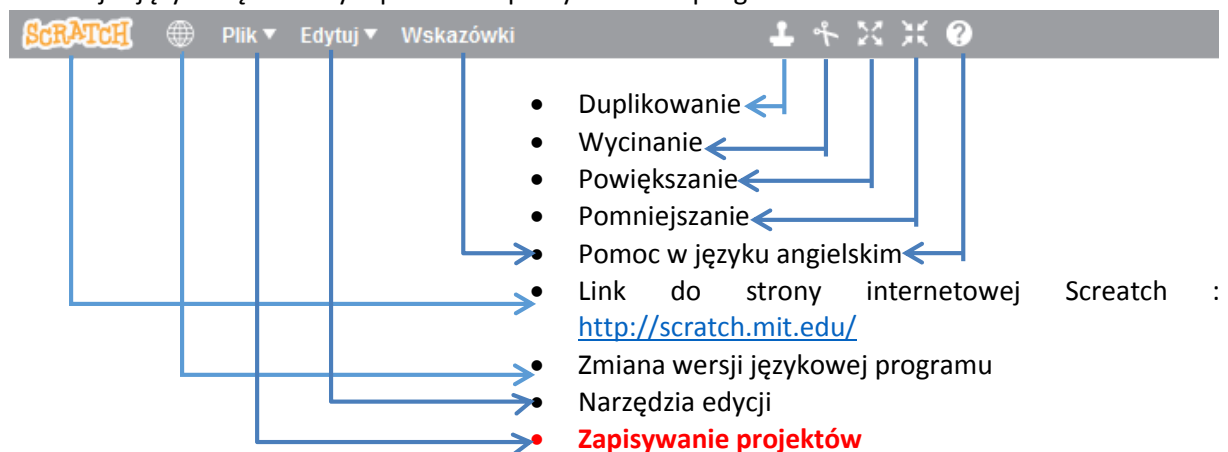 SCRATCH Plik ▼ Edytuj ▼ Wskazówki ?
• Duplikowanie
• Wycinanie
• Powiększanie
• Pomniejszanie
• Pomoc w języku angielskim
• Link do strony internetowej Screatch :
http://scratch.mit.edu/
• Zmiana wersji językowej programu
• Narzędzia edycji
• Zapisywanie projektów